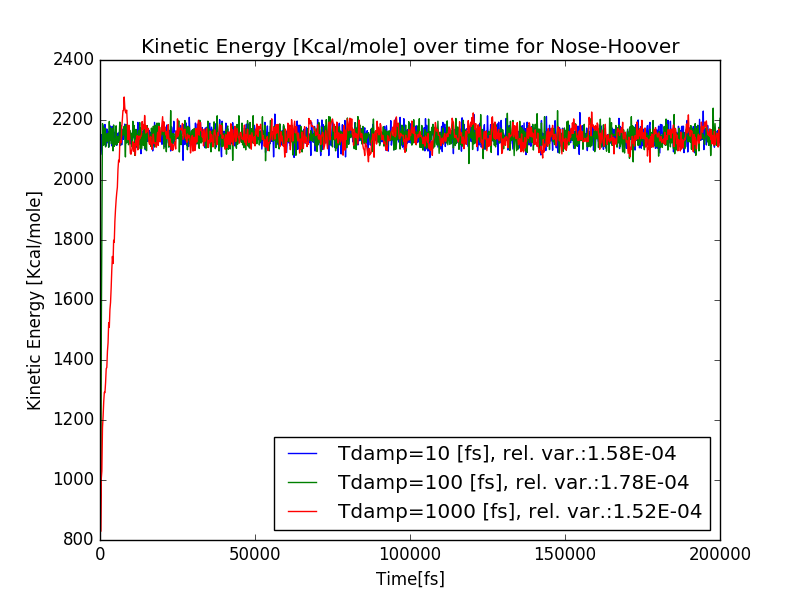 Kinetic Energy [Kcal/mole] over time for Nose-Hoover
2400
2200
2000
1800
1600
1400
1200
1000
800
Kinetic Energy [Kcal/mole]
Tdamp=10 [fs], rel. var.:1.58E-04
Tdamp=100 [fs], rel. var.:1.78E-04
Tdamp=1000 [fs], rel. var.:1.52E-04
0 50000 100000 150000 200000
Time[fs]